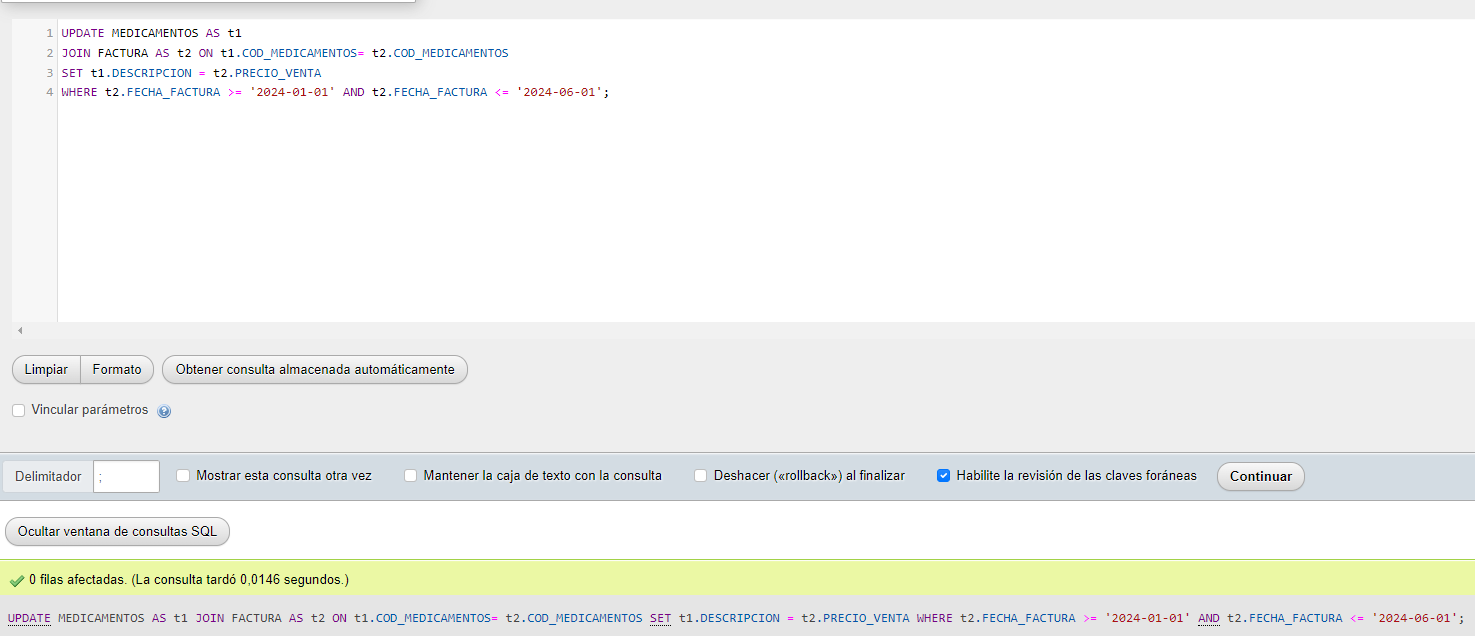 1 UPDATE MEDICAMENTOS AS t1
2 JOIN FACTURA AS t2 ON t1.COD_MEDICAMENTOS= t2.COD_MEDICAMENTOS
3 SET t1.DESCRIPCION = t2.PRECIO_VENTA
4 WHERE t2.FECHA_FACTURA >= '2024-01-01' AND t2.FECHA_FACTURA <= '2024-06-01';
Limpiar Formato Obtener consulta almacenada automáticamente
Vincular parámetros
Delimitador ; Mostrar esta consulta otra vez Mantener la caja de texto con la consulta Deshacer («rollback») al finalizar Habilite la revisión de las claves foráneas Continuar
Ocultar ventana de consultas SQL
0 filas afectadas. (La consulta tardó 0,0146 segundos.)
UPDATE MEDICAMENTOS AS t1 JOIN FACTURA AS t2 ON t1.COD_MEDICAMENTOS= t2.COD_MEDICAMENTOS SET t1.DESCRIPCION = t2.PRECIO_VENTA WHERE t2.FECHA_FACTURA >= '2024-01-01' AND t2.FECHA_FACTURA <= '2024-06-01';